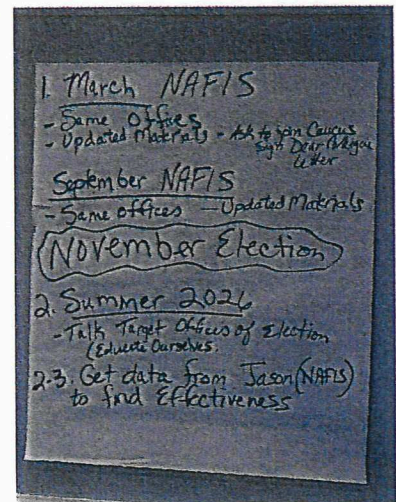 1. March NAFIS
- Same Offices
- Updated Matrials - Ask to join Caucus
Sign Dear Colleague
Letter
September NAFIS
- Same offices — Updated Materials
November Election
2. Summer 2026
- Talk Target Offices of Election
(Educate Ourselves.
2-3. Get data from Jason (NAFIS)
to find Effectiveness